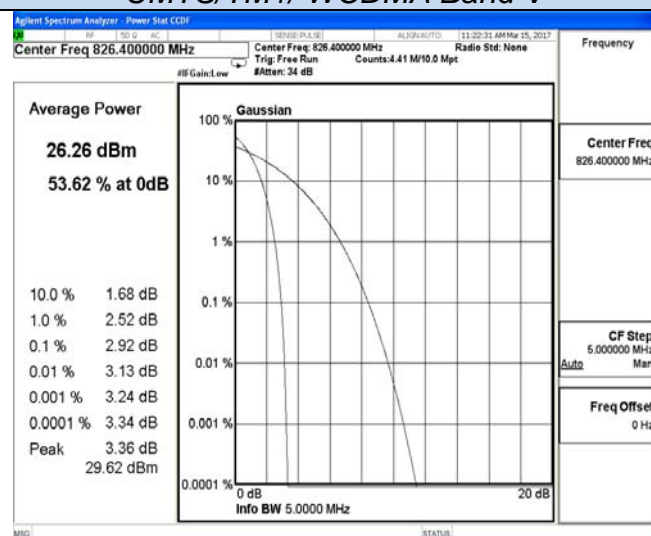 UMTS/TM1/ WCDMA Band V
Agilent Spectrum Analyzer - Power Stat CCDF
RF 50 Ω AC SENSE:PULSE ALIGN AUTO 11:22:31 AM Mar 15, 2017
Center Freq 826.400000 MHz
Center Freq: 826.400000 MHz Radio Std: None
Trig: Free Run Counts:4.41 M/10.0 Mpt
#IFGain:Low #Atten: 34 dB
Frequency
Average Power
26.26 dBm
53.62 % at 0dB
10.0 % 1.68 dB
1.0 % 2.52 dB
0.1 % 2.92 dB
0.01 % 3.13 dB
0.001 % 3.24 dB
0.0001 % 3.34 dB
Peak 3.36 dB
29.62 dBm
Gaussian
100 %
10 %
1 %
0.1 %
0.01 %
0.001 %
0.0001 %
0 dB 20 dB
Info BW 5.0000 MHz
Center Freq
826.400000 MHz
CF Step
5.000000 MHz
Auto Man
Freq Offset
0 Hz
MSG STATUS